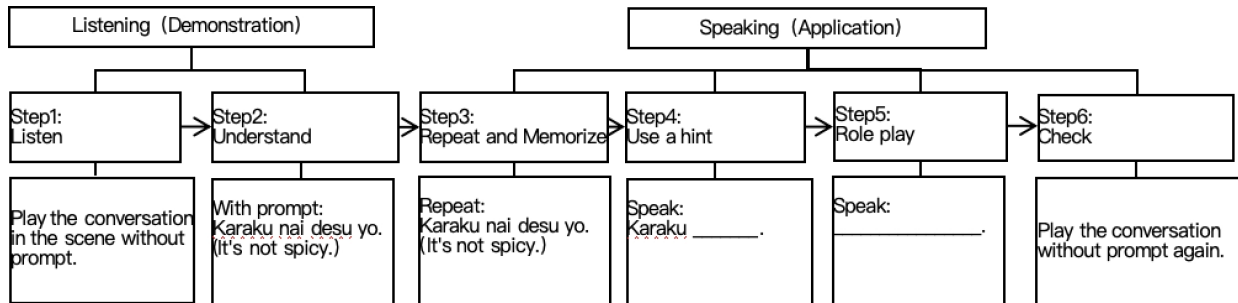 Listening (Demonstration)
Speaking (Application)
Step1:
Listen
Step2:
Understand
Step3:
Repeat and Memorize
Step4:
Use a hint
Step5:
Role play
Step6:
Check
Play the conversation
in the scene without
prompt.
With prompt:
Karaku nai desu yo.
(It's not spicy.)
Repeat:
Karaku nai desu yo.
(It's not spicy.)
Speak:
Karaku ______.
Speak:
______________.
Play the conversation
without prompt again.